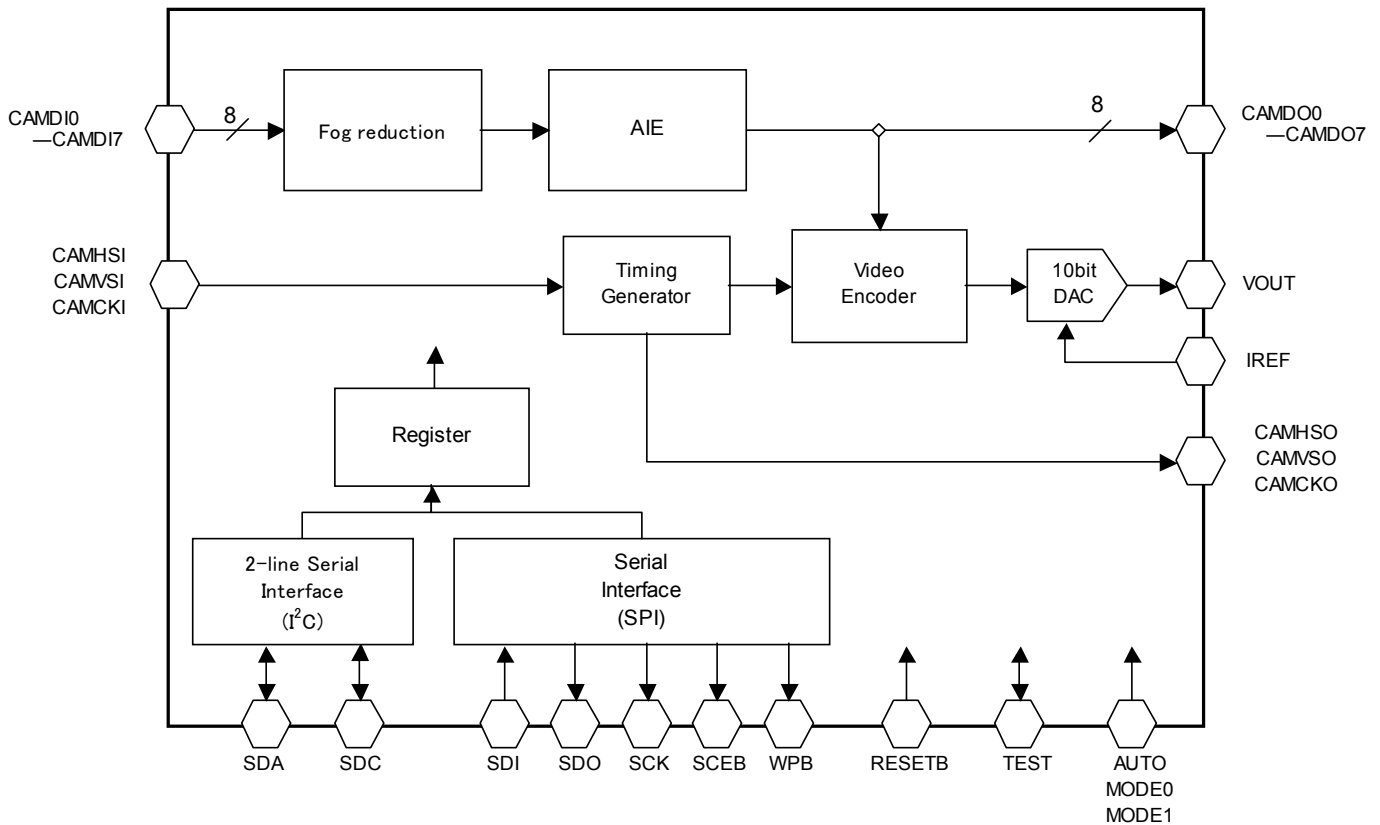 CAMDI0
—CAMDI7
8
Fog reduction
AIE
8
CAMDO0
—CAMDO7
CAMHSI
CAMVSI
CAMCKI
Timing
Generator
Video
Encoder
10bit
DAC
VOUT
IREF
Register
CAMHSO
CAMVSO
CAMCKO
2-line Serial
Interface
(I²C)
Serial
Interface
(SPI)
SDA
SDC
SDI
SDO
SCK
SCEB
WPB
RESETB
TEST
AUTO
MODE0
MODE1